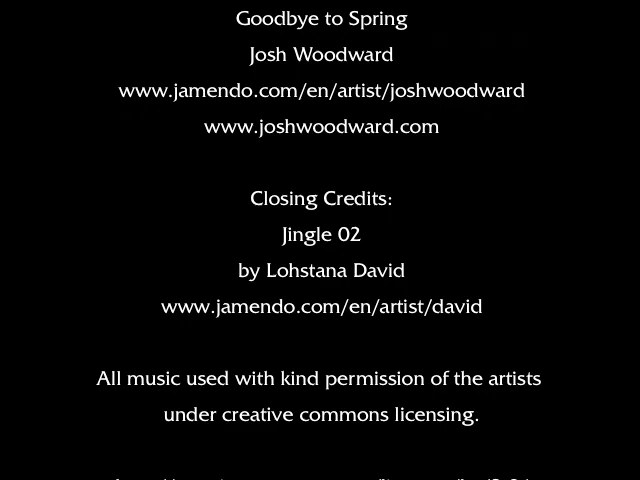 Goodbye to Spring
Josh Woodward
www.jamendo.com/en/artist/joshwoodward
www.joshwoodward.com
Closing Credits:
Jingle 02
by Lohstana David
www.jamendo.com/en/artist/david
All music used with kind permission of the artists
under creative commons licensing.